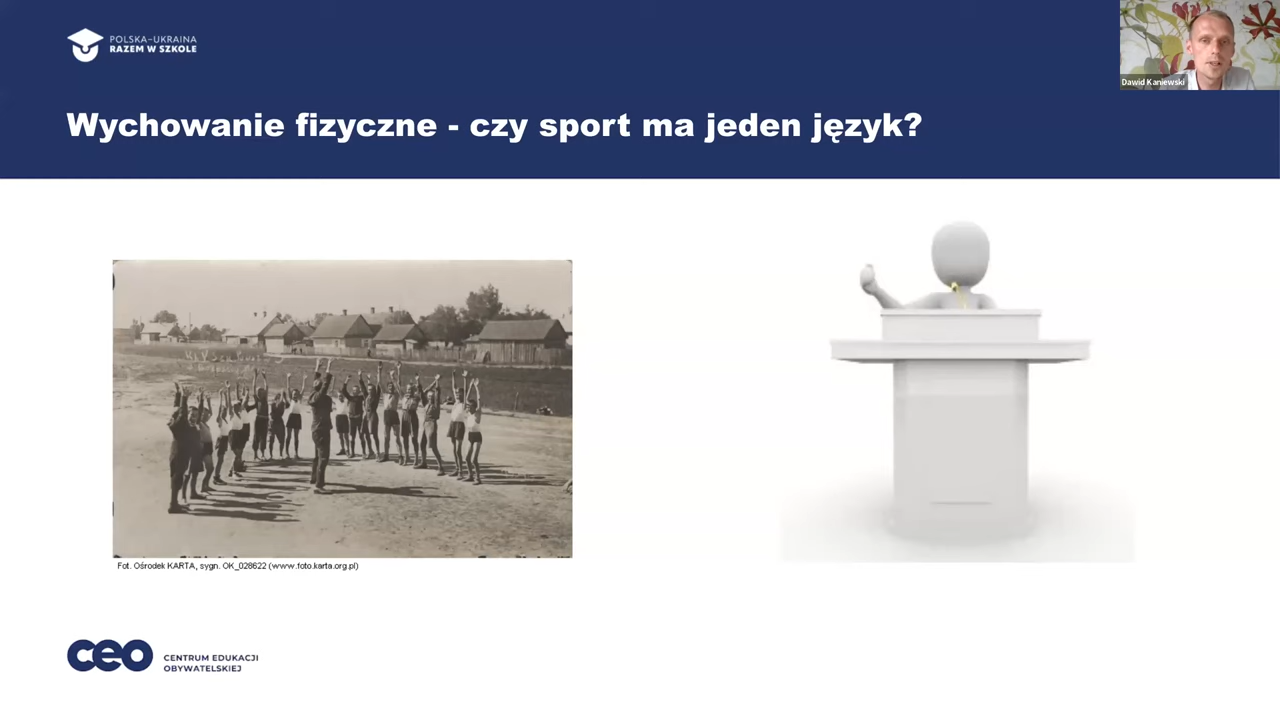 POLSKA–UKRAINA
RAZEM W SZKOLE
Dawid Kaniewski
Wychowanie fizyczne - czy sport ma jeden język?
Fot. Ośrodek KARTA, sygn. OK_028622 (www.foto.karta.org.pl)
ceo
CENTRUM EDUKACJI
OBYWATELSKIEJ